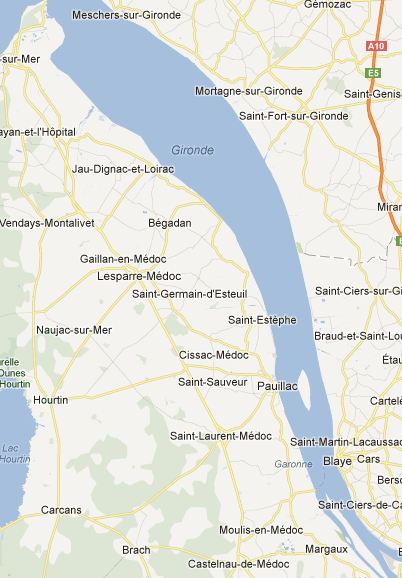 Gémozac
Meschers-sur-Gironde
A10
-sur-Mer
E5
Mortagne-sur-Gironde
Saint-Genis
Saint-Fort-sur-Gironde
ayan-et-l'Hôpital
Gironde
Jau-Dignac-et-Loirac
Miran
Vendays-Montalivet
Bégadan
E
Gaillan-en-Médoc
Lesparre-Médoc
Saint-Germain-d'Esteuil
Saint-Ciers-sur-Gi
Saint-Estèphe
Naujac-sur-Mer
Braud-et-Saint-Lou
Cissac-Médoc
Étau
urelle
Dunes
Hourtin
Saint-Sauveur
Pauillac
Hourtin
Cartelè
Saint-Laurent-Médoc
Saint-Martin-Lacaussad
Lac
Hourtin
Garonne
Blaye
Cars
Berso
Saint-Ciers-de-Ca
Carcans
Moulis-en-Médoc
Brach
Margaux
Castelnau-de-Médoc